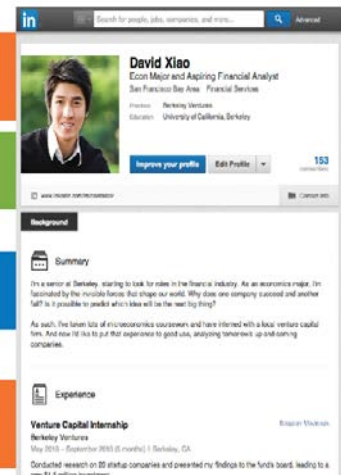 in
Search for people, jobs, companies, and more...
Advanced
David Xiao
Econ Major and Aspiring Financial Analyst
San Francisco Bay Area Financial Services
Previous Berkeley Ventures
Education University of California, Berkeley
Improve your profile
Edit Profile
153
connections
Contact Info
Background
Summary
I'm a senior at Berkeley, starting to look for roles in the financial industry. As an economics major, I'm
fascinated by the invisible forces that shape our world. Why does one company succeed and another
fail? Is it possible to predict which idea will be the next big thing?
As such, I've taken lots of microeconomics coursework and have interned with a local venture capital
firm. And now I'd like to put that experience to good use, analyzing tomorrow's up-and-coming
companies.
Experience
Venture Capital Internship
Berkeley Ventures
May 2013 – September 2013 (5 months) | Berkeley, CA
Conducted research on 20 startup companies and presented my findings to the fund's board, leading to a